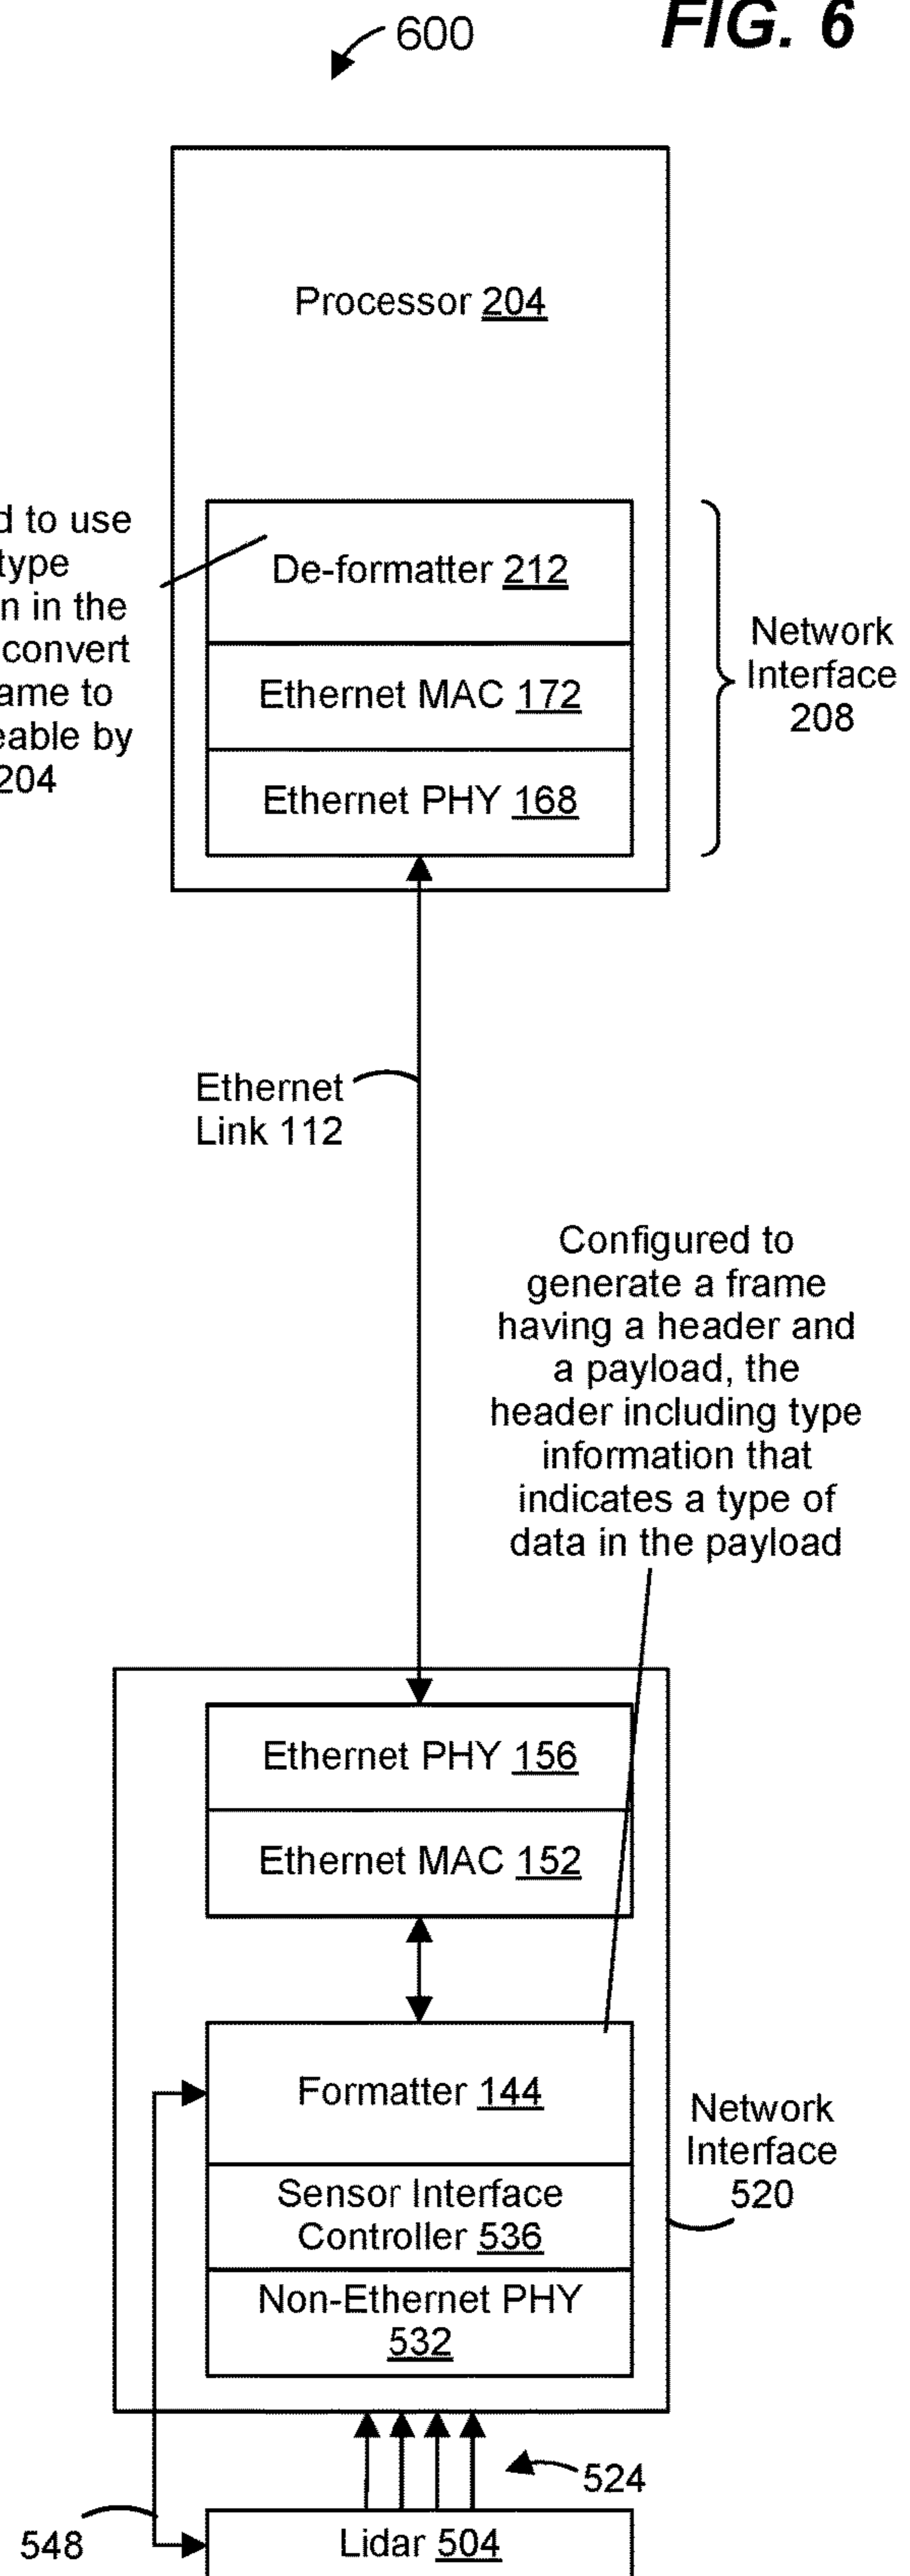 600
FIG. 6
Processor 204
to use
type
in the
convert
to
by
204
De-formatter 212
Ethernet MAC 172
Ethernet PHY 168
Network
Interface
208
Ethernet
Link 112
Configured to
generate a frame
having a header and
a payload, the
header including type
information that
indicates a type of
data in the payload
Ethernet PHY 156
Ethernet MAC 152
Formatter 144
Sensor Interface
Controller 536
Non-Ethernet PHY
532
Network
Interface
520
524
548
Lidar 504